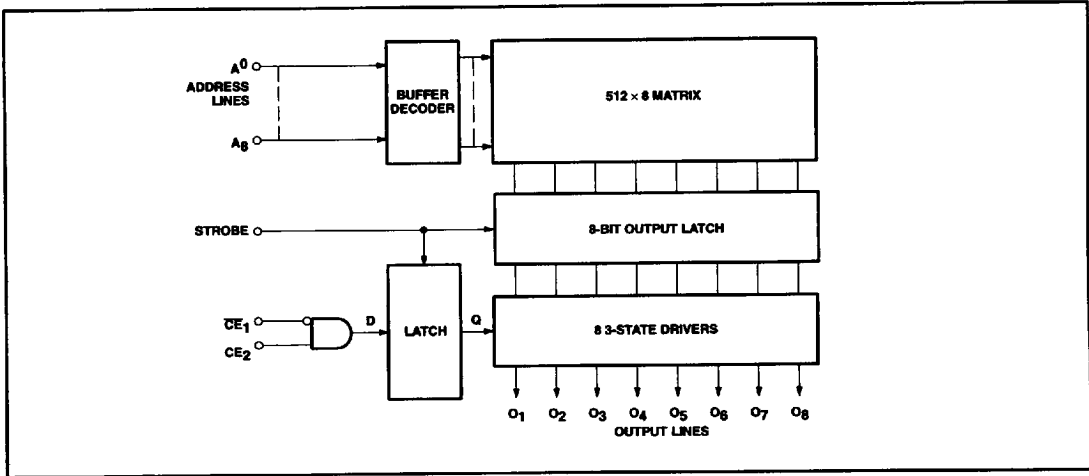 A0
ADDRESS
LINES
A8
BUFFER
DECODER
512 × 8 MATRIX
STROBE
8-BIT OUTPUT LATCH
CE1
CE2
D
LATCH
Q
8 3-STATE DRIVERS
O1 O2 O3 O4 O5 O6 O7 O8
OUTPUT LINES